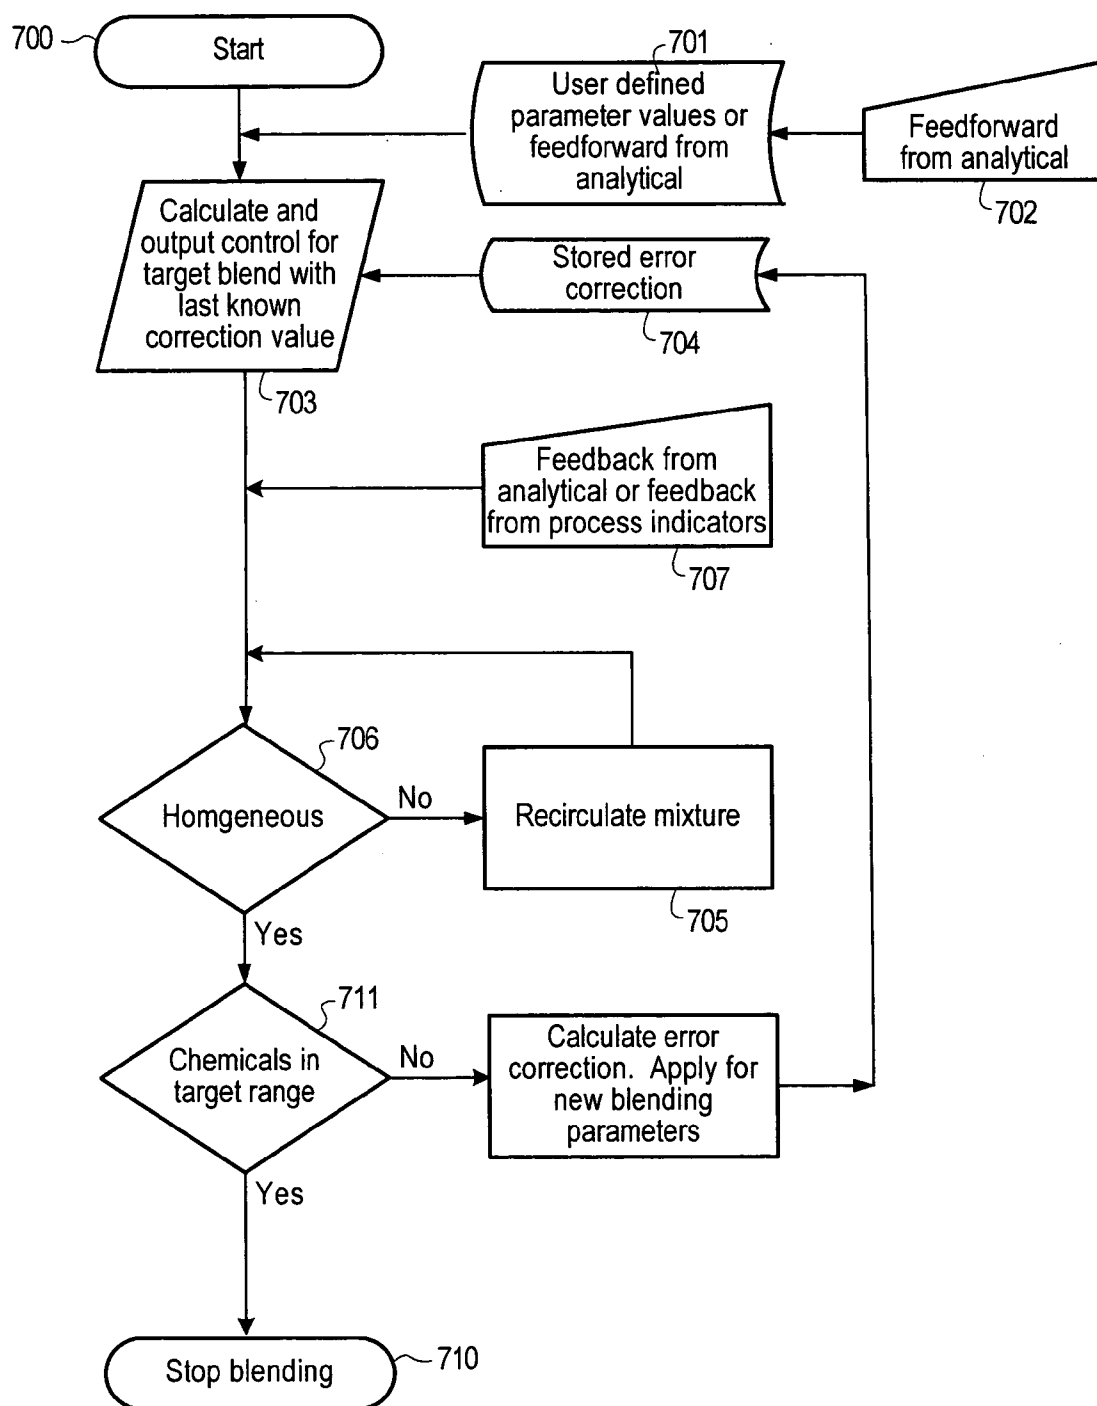 700
Start
701
User defined
parameter values or
feedforward from
analytical
Feedforward
from analytical
702
Calculate and
output control for
target blend with
last known
correction value
703
Stored error
correction
704
Feedback from
analytical or feedback
from process indicators
707
706
Homgeneous
No
Recirculate mixture
705
Yes
711
Chemicals in
target range
No
Calculate error
correction. Apply for
new blending
parameters
Yes
Stop blending
710